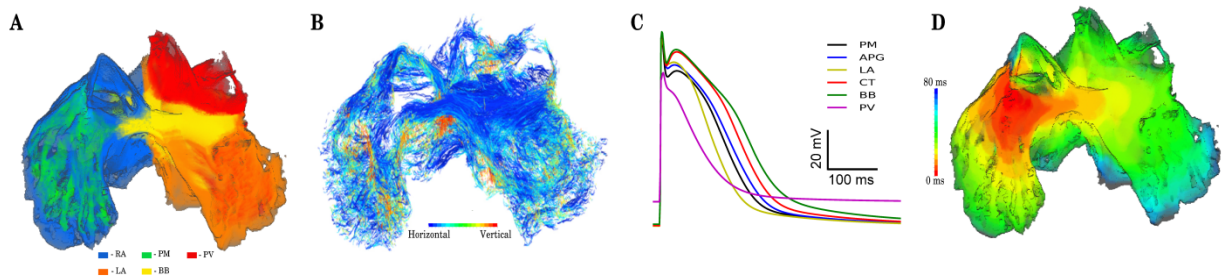 A
- RA - PM - PV
- LA - BB
B
Horizontal Vertical
C
PM
APG
LA
CT
BB
PV
20 mV
100 ms
D
80 ms
0 ms